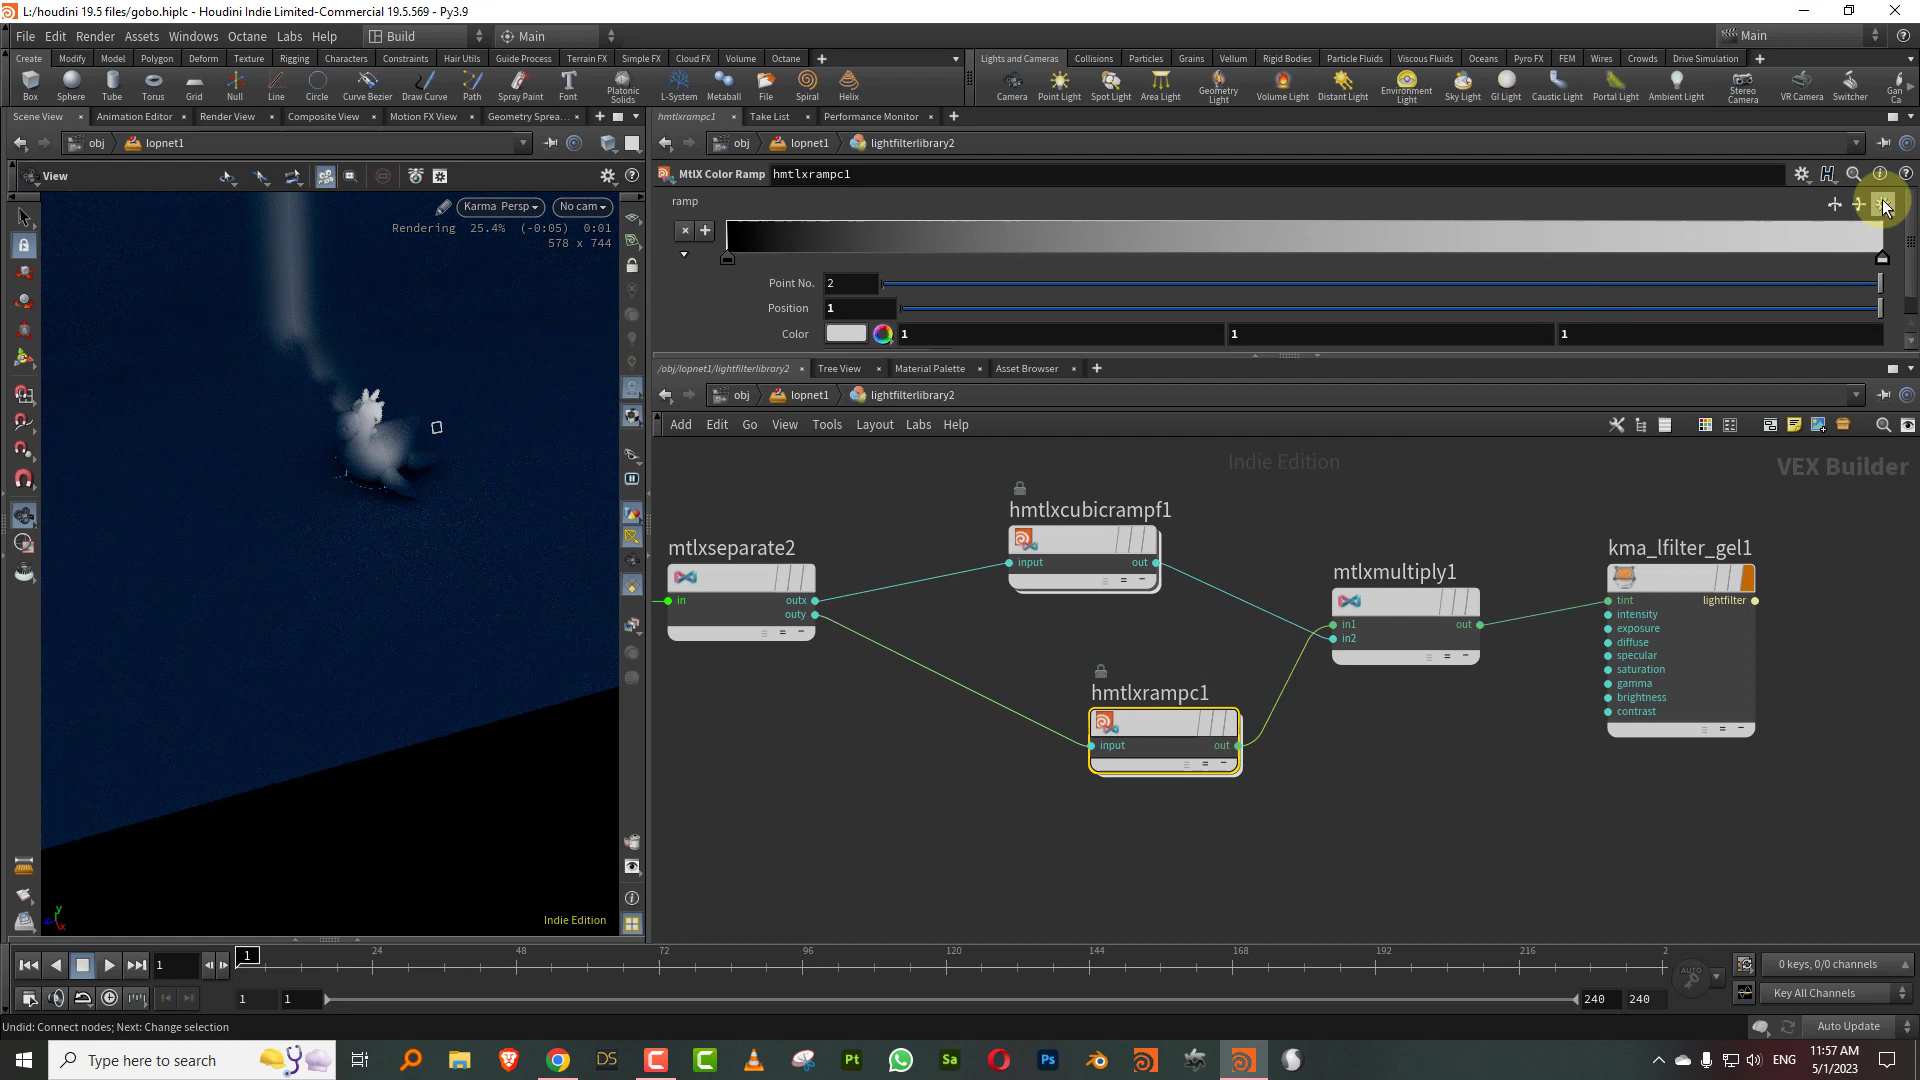 L:/houdini 19.5 files/gobo.hiplc - Houdini Indie Limited-Commercial 19.5.569 - Py3.9
File Edit Render Assets Windows Octane Labs Help Build Main Main
Create Modify Model Polygon Deform Texture Rigging Characters Constraints Hair Utils Guide Process Terrain FX Simple FX Cloud FX Volume Octane
Lights and Cameras Collisions Particles Grains Vellum Rigid Bodies Particle Fluids Viscous Fluids Oceans Pyro FX FEM Wires Crowds Drive Simulation
Box Sphere Tube Torus Grid Null Line Circle Curve Bezier Draw Curve Path Spray Paint Font Platonic Solids L-System Metaball File Spiral Helix
Camera Point Light Spot Light Area Light Geometry Light Volume Light Distant Light Environment Light Sky Light GI Light Caustic Light Portal Light Ambient Light Stereo Camera VR Camera Switcher Gan Ca
Scene View Animation Editor Render View Composite View Motion FX View Geometry Sprea...
hmtlxrampc1 Take List Performance Monitor
obj lopnet1
obj lopnet1 lightfilterlibrary2
View
MtlX Color Ramp hmtlxrampc1
Karma Persp No cam
Rendering 25.4% (-0:05) 0:01
578 x 744
ramp
Point No. 2
Position 1
Color 1 1 1
/obj/lopnet1/lightfilterlibrary2 Tree View Material Palette Asset Browser
obj lopnet1 lightfilterlibrary2
Add Edit Go View Tools Layout Labs Help
Indie Edition
VEX Builder
hmtlxcubicrampf1
input out
mtlxseparate2
in outx
outy
mtlxmultiply1
in1 out
in2
kma_lfilter_gel1
tint lightfilter
intensity
exposure
diffuse
specular
saturation
gamma
brightness
contrast
hmtlxrampc1
input out
y
z x
Indie Edition
1 1 24 48 72 96 120 144 168 192 216 2
AUTO
0 keys, 0/0 channels
1 1 240 240
Key All Channels
Undid: Connect nodes; Next: Change selection
Auto Update
Type here to search
DS Pt Sa Ps
ENG
11:57 AM
5/1/2023